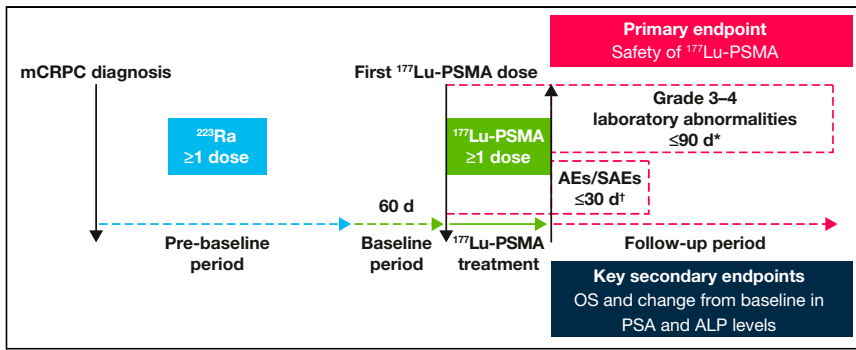 Primary endpoint
Safety of ¹⁷⁷Lu-PSMA
mCRPC diagnosis
First ¹⁷⁷Lu-PSMA dose
Grade 3–4
laboratory abnormalities
≤90 d*
²²³Ra
≥1 dose
¹⁷⁷Lu-PSMA
≥1 dose
AEs/SAEs
≤30 d†
60 d
Pre-baseline
period
Baseline
period
¹⁷⁷Lu-PSMA
treatment
Follow-up period
Key secondary endpoints
OS and change from baseline in
PSA and ALP levels